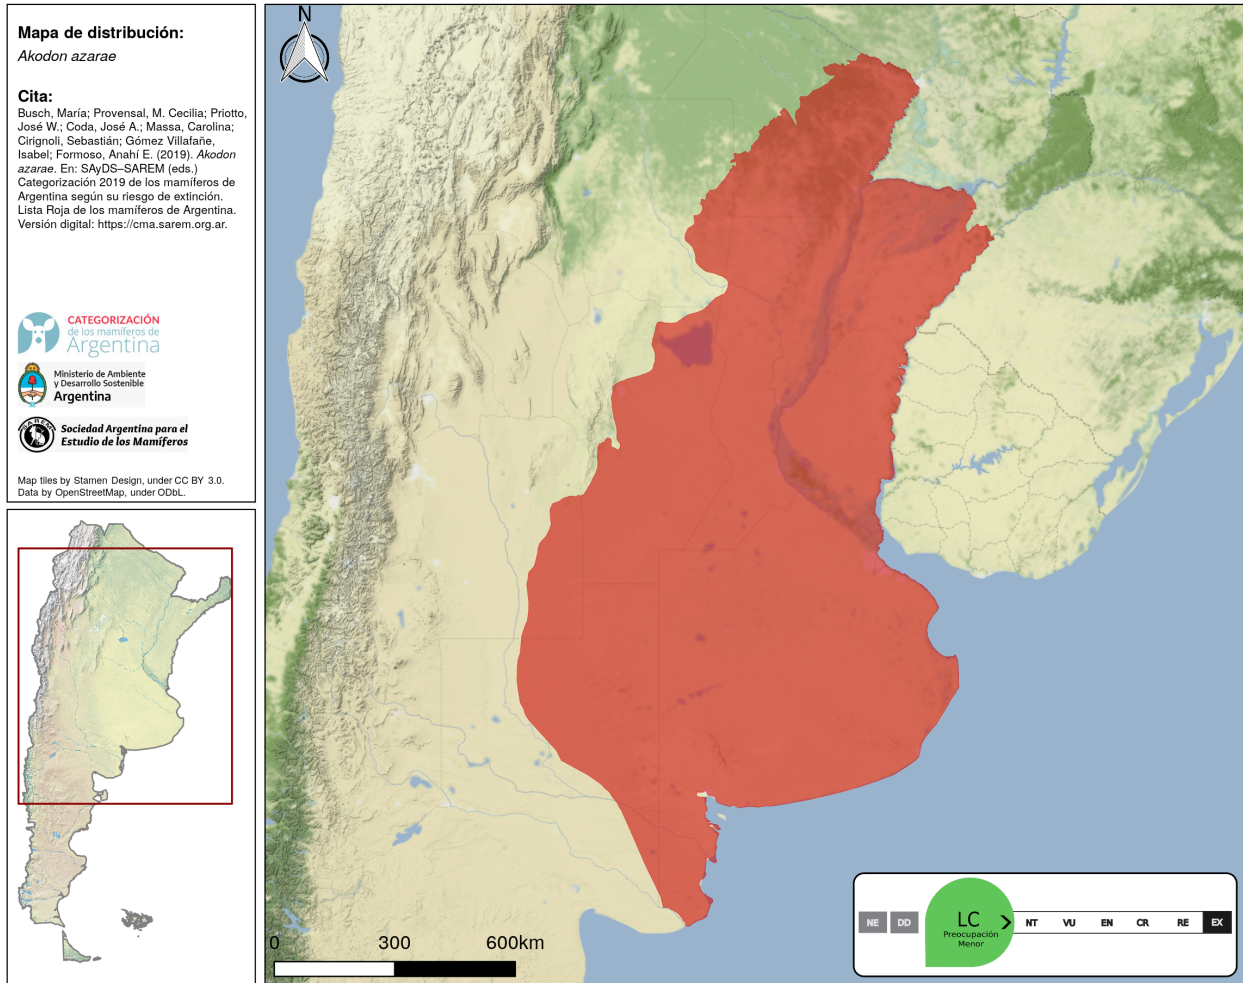 Mapa de distribución:
Akodon azarae
Cita:
Busch, María; Provensal, M. Cecilia; Priotto,
José W.; Coda, José A.; Massa, Carolina;
Cirignoli, Sebastián; Gómez Villafañe,
Isabel; Formoso, Anahí E. (2019). Akodon
azarae. En: SAyDS–SAREM (eds.)
Categorización 2019 de los mamíferos de
Argentina según su riesgo de extinción.
Lista Roja de los mamíferos de Argentina.
Versión digital: https://cma.sarem.org.ar.
CATEGORIZACIÓN
de los mamíferos de
Argentina
Ministerio de Ambiente
y Desarrollo Sostenible
Argentina
SAREM
Sociedad Argentina para el
Estudio de los Mamíferos
Map tiles by Stamen Design, under CC BY 3.0.
Data by OpenStreetMap, under ODbL.
N
0 300 600km
NE DD LC NT VU EN CR RE EX
Preocupación
Menor